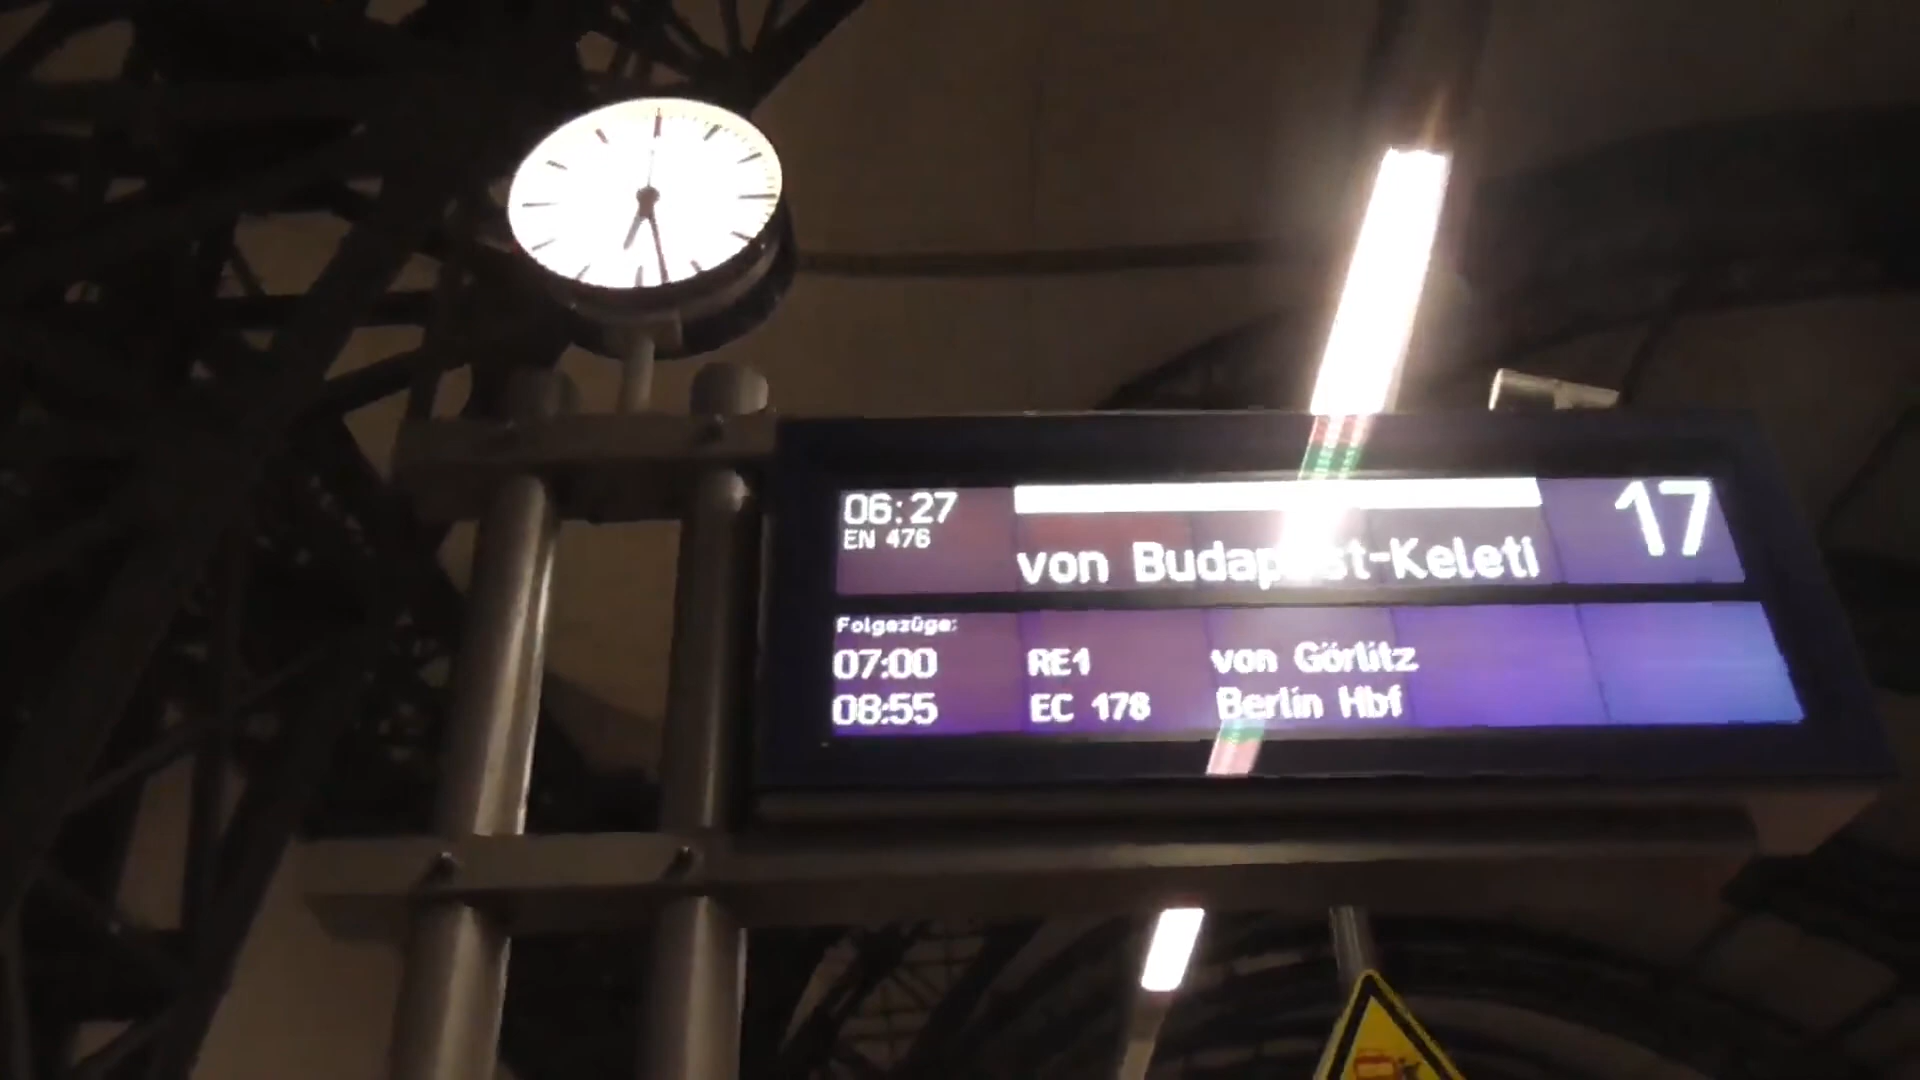 06:27
17
EN 476
von Budapest-Keleti
Folgezüge:
07:00 RE1 von Görlitz
08:55 EC 178 Berlin Hbf